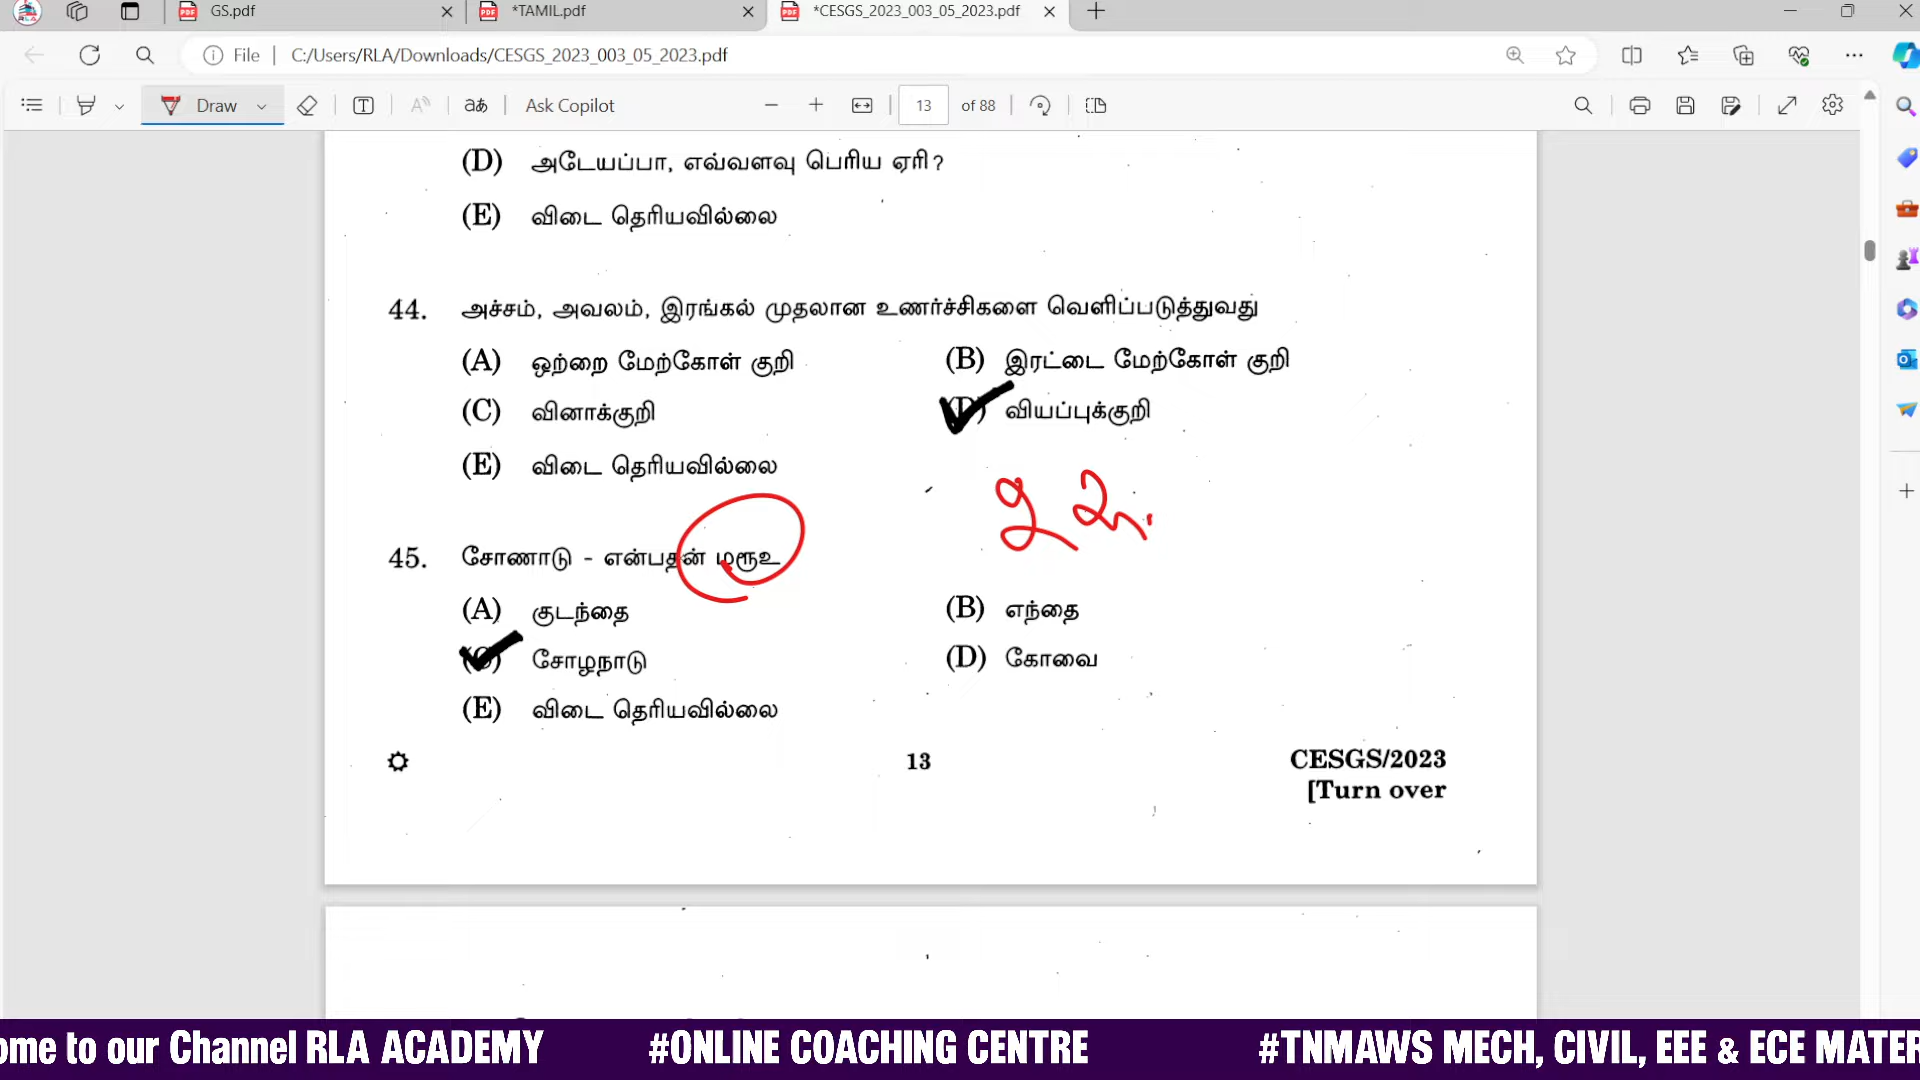 GS.pdf
*TAMIL.pdf
*CESGS_2023_003_05_2023.pdf
File | C:/Users/RLA/Downloads/CESGS_2023_003_05_2023.pdf
Draw
Ask Copilot
13 of 88
(D) அடேயப்பா, எவ்வளவு பெரிய ஏரி?
(E) விடை தெரியவில்லை
44. அச்சம், அவலம், இரங்கல் முதலான உணர்ச்சிகளை வெளிப்படுத்துவது
(A) ஒற்றை மேற்கோள் குறி (B) இரட்டை மேற்கோள் குறி
(C) வினாக்குறி (D) வியப்புக்குறி
(E) விடை தெரியவில்லை
45. சோணாடு - என்பதன் மரூஉ
(A) குடந்தை (B) எந்தை
(C) சோழநாடு (D) கோவை
(E) விடை தெரியவில்லை
13 CESGS/2023
[Turn over
ome to our Channel RLA ACADEMY #ONLINE COACHING CENTRE #TNMAWS MECH, CIVIL, EEE & ECE MATER